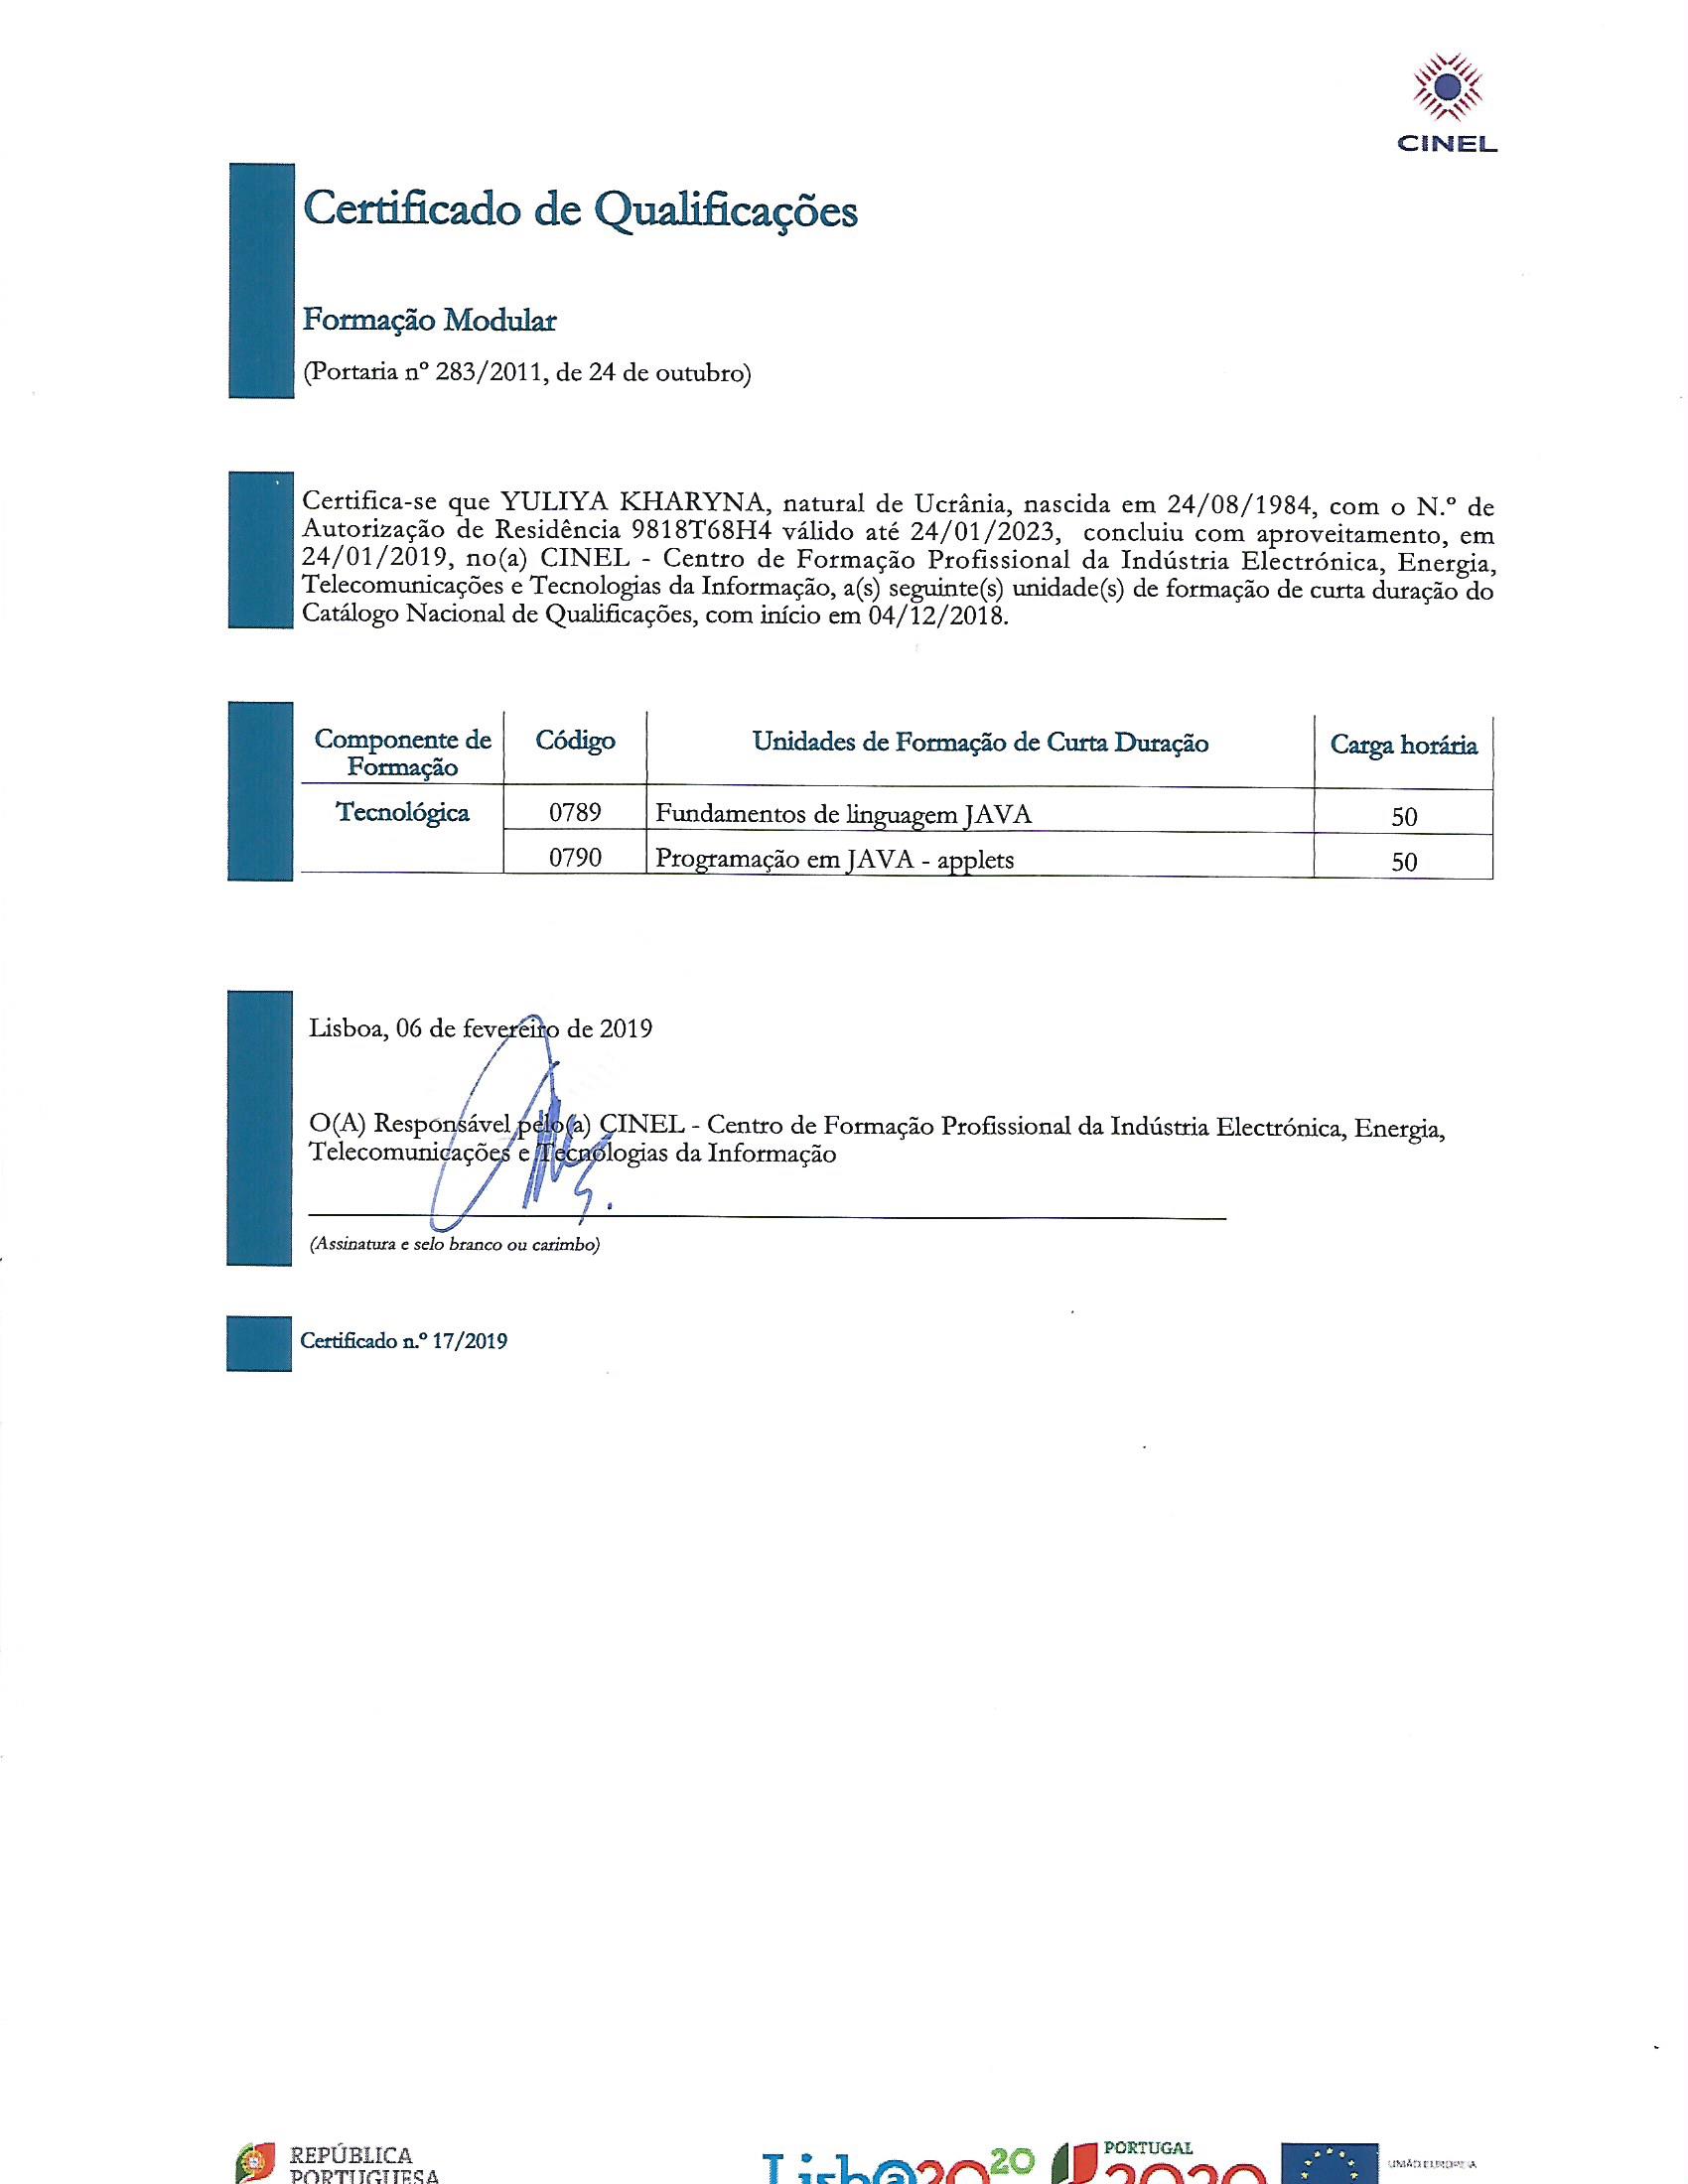 CINEL
Certificado de Qualificações
Formação Modular
(Portaria nº 283/2011, de 24 de outubro)
Certifica-se que YULIYA KHARYNA, natural de Ucrânia, nascida em 24/08/1984, com o N.º de
Autorização de Residência 9818T68H4 válido até 24/01/2023, concluiu com aproveitamento, em
24/01/2019, no(a) CINEL - Centro de Formação Profissional da Indústria Electrónica, Energia,
Telecomunicações e Tecnologias da Informação, a(s) seguinte(s) unidade(s) de formação de curta duração do
Catálogo Nacional de Qualificações, com início em 04/12/2018.
Componente de Formação Código Unidades de Formação de Curta Duração Carga horária
Tecnológica 0789 Fundamentos de linguagem JAVA 50
0790 Programação em JAVA - applets 50
Lisboa, 06 de fevereiro de 2019
O(A) Responsável pelo(a) CINEL - Centro de Formação Profissional da Indústria Electrónica, Energia,
Telecomunicações e Tecnologias da Informação
(Assinatura e selo branco ou carimbo)
Certificado n.º 17/2019
REPÚBLICA
PORTUGUESA
Lisb@2020
PORTUGAL
2020
UNIÃO EUROPEIA